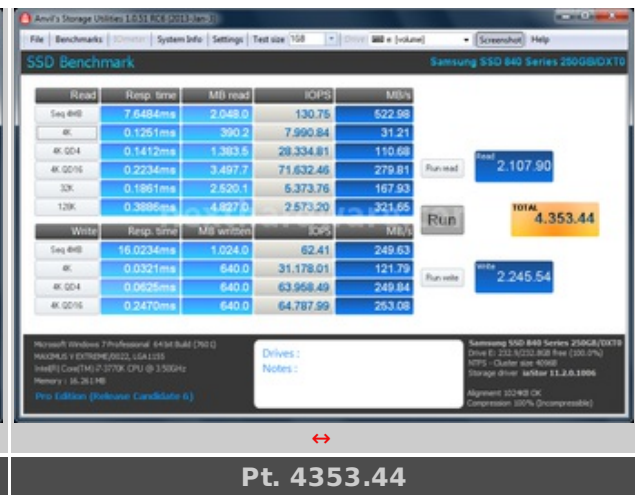 Anvil's Storage Utilities 1.0.51 RC6 (2013-Jan-3)
File Benchmarks IOmeter System Info Settings Test size 1GB Drive e: [volume] Screenshot Help
SSD Benchmark Samsung SSD 840 Series 250GB/DXT0
Read Resp. time MB read IOPS MB/s
Seq 4MB 7.6484ms 2.048.0 130.75 522.98
4K 0.1251ms 390.2 7.990.84 31.21
4K QD4 0.1412ms 1.383.5 28.334.81 110.68
4K QD16 0.2234ms 3.497.7 71.632.46 279.81
32K 0.1861ms 2.520.1 5.373.76 167.93
128K 0.3886ms 4.827.0 2.573.20 321.65
Run read
Read 2.107.90
Run
TOTAL 4.353.44
Write Resp. time MB written IOPS MB/s
Seq 4MB 16.0234ms 1.024.0 62.41 249.63
4K 0.0321ms 640.0 31.178.01 121.79
4K QD4 0.0625ms 640.0 63.958.49 249.84
4K QD16 0.2470ms 640.0 64.787.99 253.08
Run write
Write 2.245.54
Microsoft Windows 7 Professional 64-bit Build (7601)
MAXIMUS V EXTREME/0022, LGA1155
Intel(R) Core(TM) i7-3770K CPU @ 3.50GHz
Memory : 16.261 MB
Pro Edition (Release Candidate 6)
Drives :
Notes :
Samsung SSD 840 Series 250GB/DXT0
Drive E: 232.9/232.8GB free (100.0%)
NTFS - Cluster size 4096B
Storage driver iaStor 11.2.0.1006
Alignment 1024KB OK
Compression 100% (Incompressible)
Pt. 4353.44